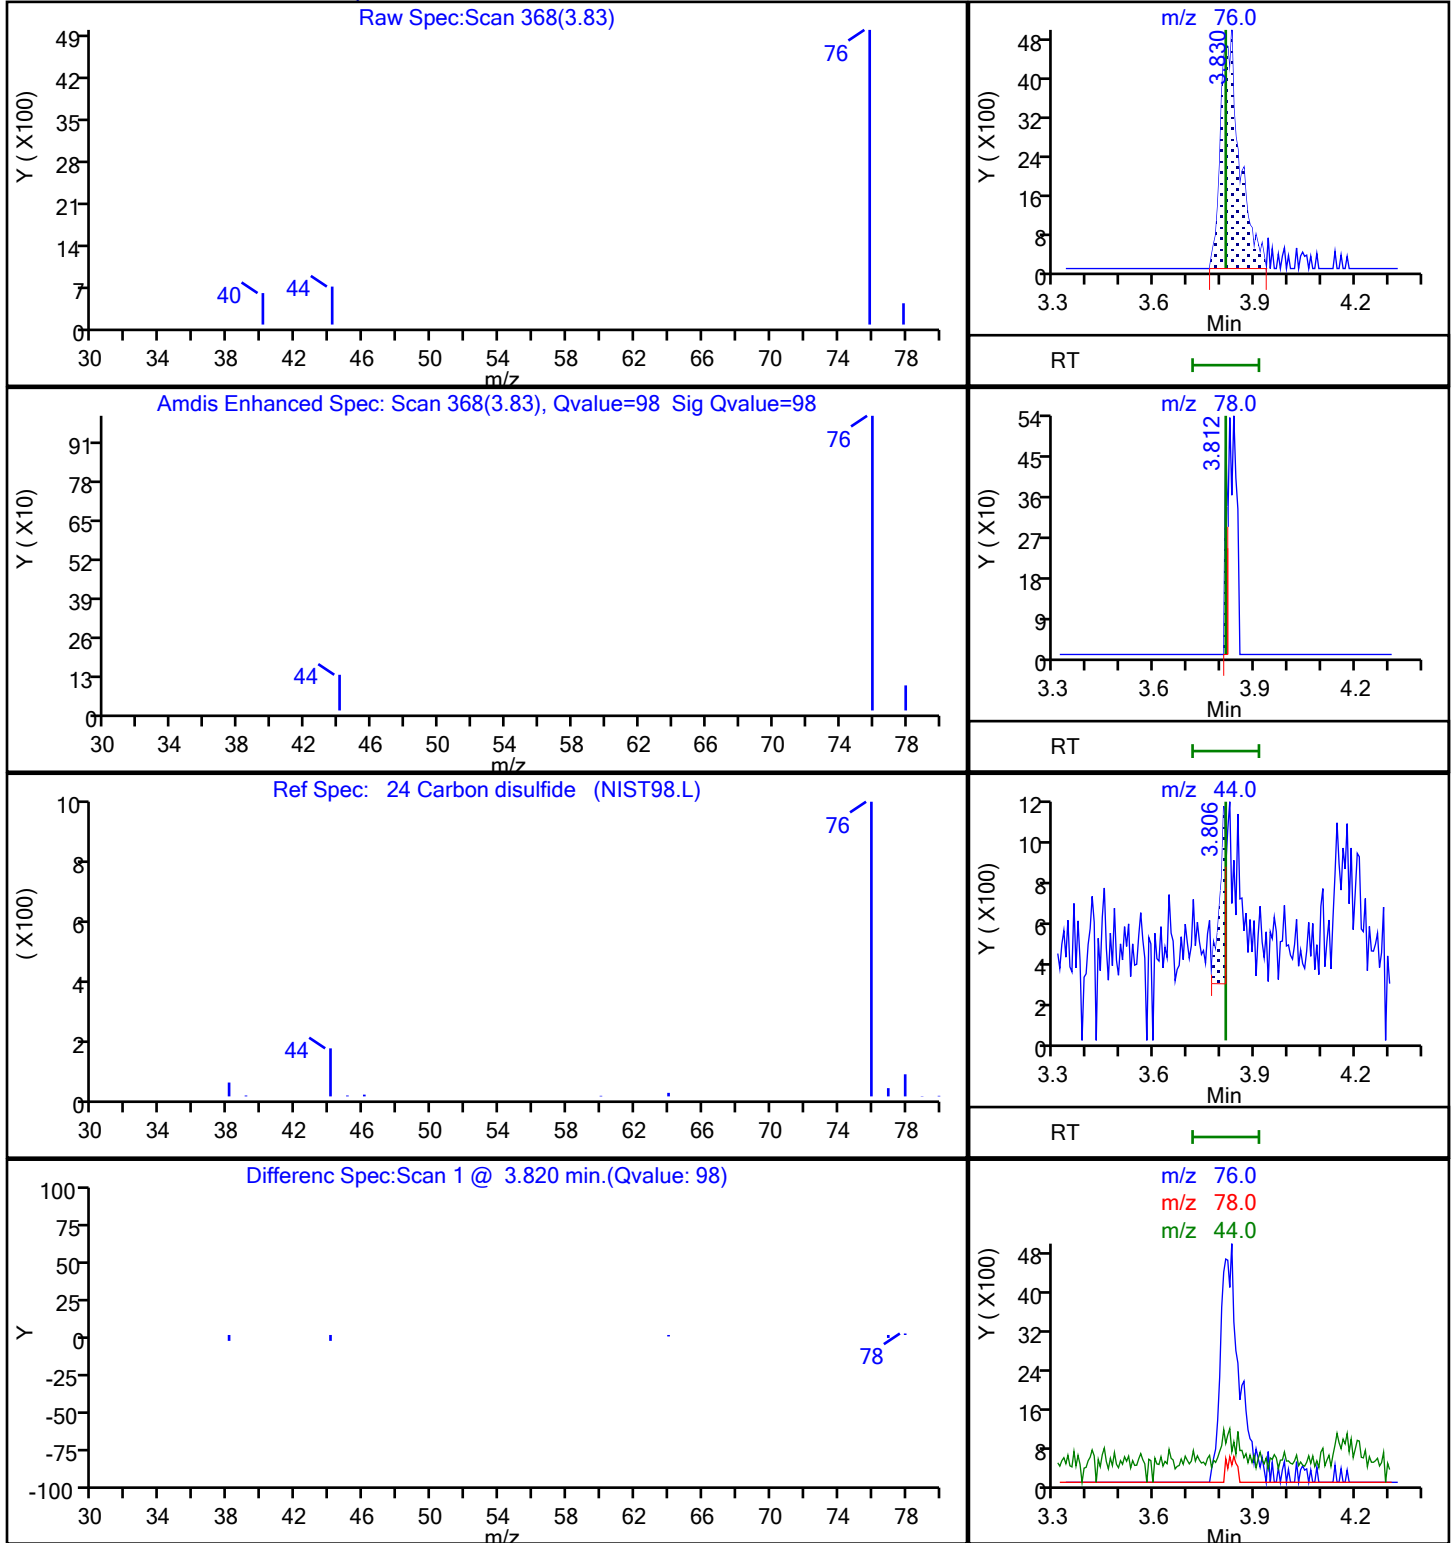 Raw Spec:Scan 368(3.83)
Y ( X100)
49
42
35
28
21
14
7
0
76
40
44
30 34 38 42 46 50 54 58 62 66 70 74 78
m/z
m/z 76.0
Y ( X100)
48
40
32
24
16
8
0
3.830
3.3 3.6 3.9 4.2
Min
RT
Amdis Enhanced Spec: Scan 368(3.83), Qvalue=98 Sig Qvalue=98
Y ( X10)
91
78
65
52
39
26
13
0
76
44
30 34 38 42 46 50 54 58 62 66 70 74 78
m/z
m/z 78.0
Y ( X10)
54
45
36
27
18
9
0
3.812
3.3 3.6 3.9 4.2
Min
RT
Ref Spec: 24 Carbon disulfide (NIST98.L)
( X100)
10
8
6
4
2
0
76
44
30 34 38 42 46 50 54 58 62 66 70 74 78
m/z 44.0
Y ( X100)
12
10
8
6
4
2
0
3.806
3.3 3.6 3.9 4.2
Min
RT
Differenc Spec:Scan 1 @ 3.820 min.(Qvalue: 98)
Y
100
75
50
25
0
-25
-50
-75
-100
78
30 34 38 42 46 50 54 58 62 66 70 74 78
m/z
m/z 76.0
m/z 78.0
m/z 44.0
Y ( X100)
48
40
32
24
16
8
0
3.3 3.6 3.9 4.2
Min